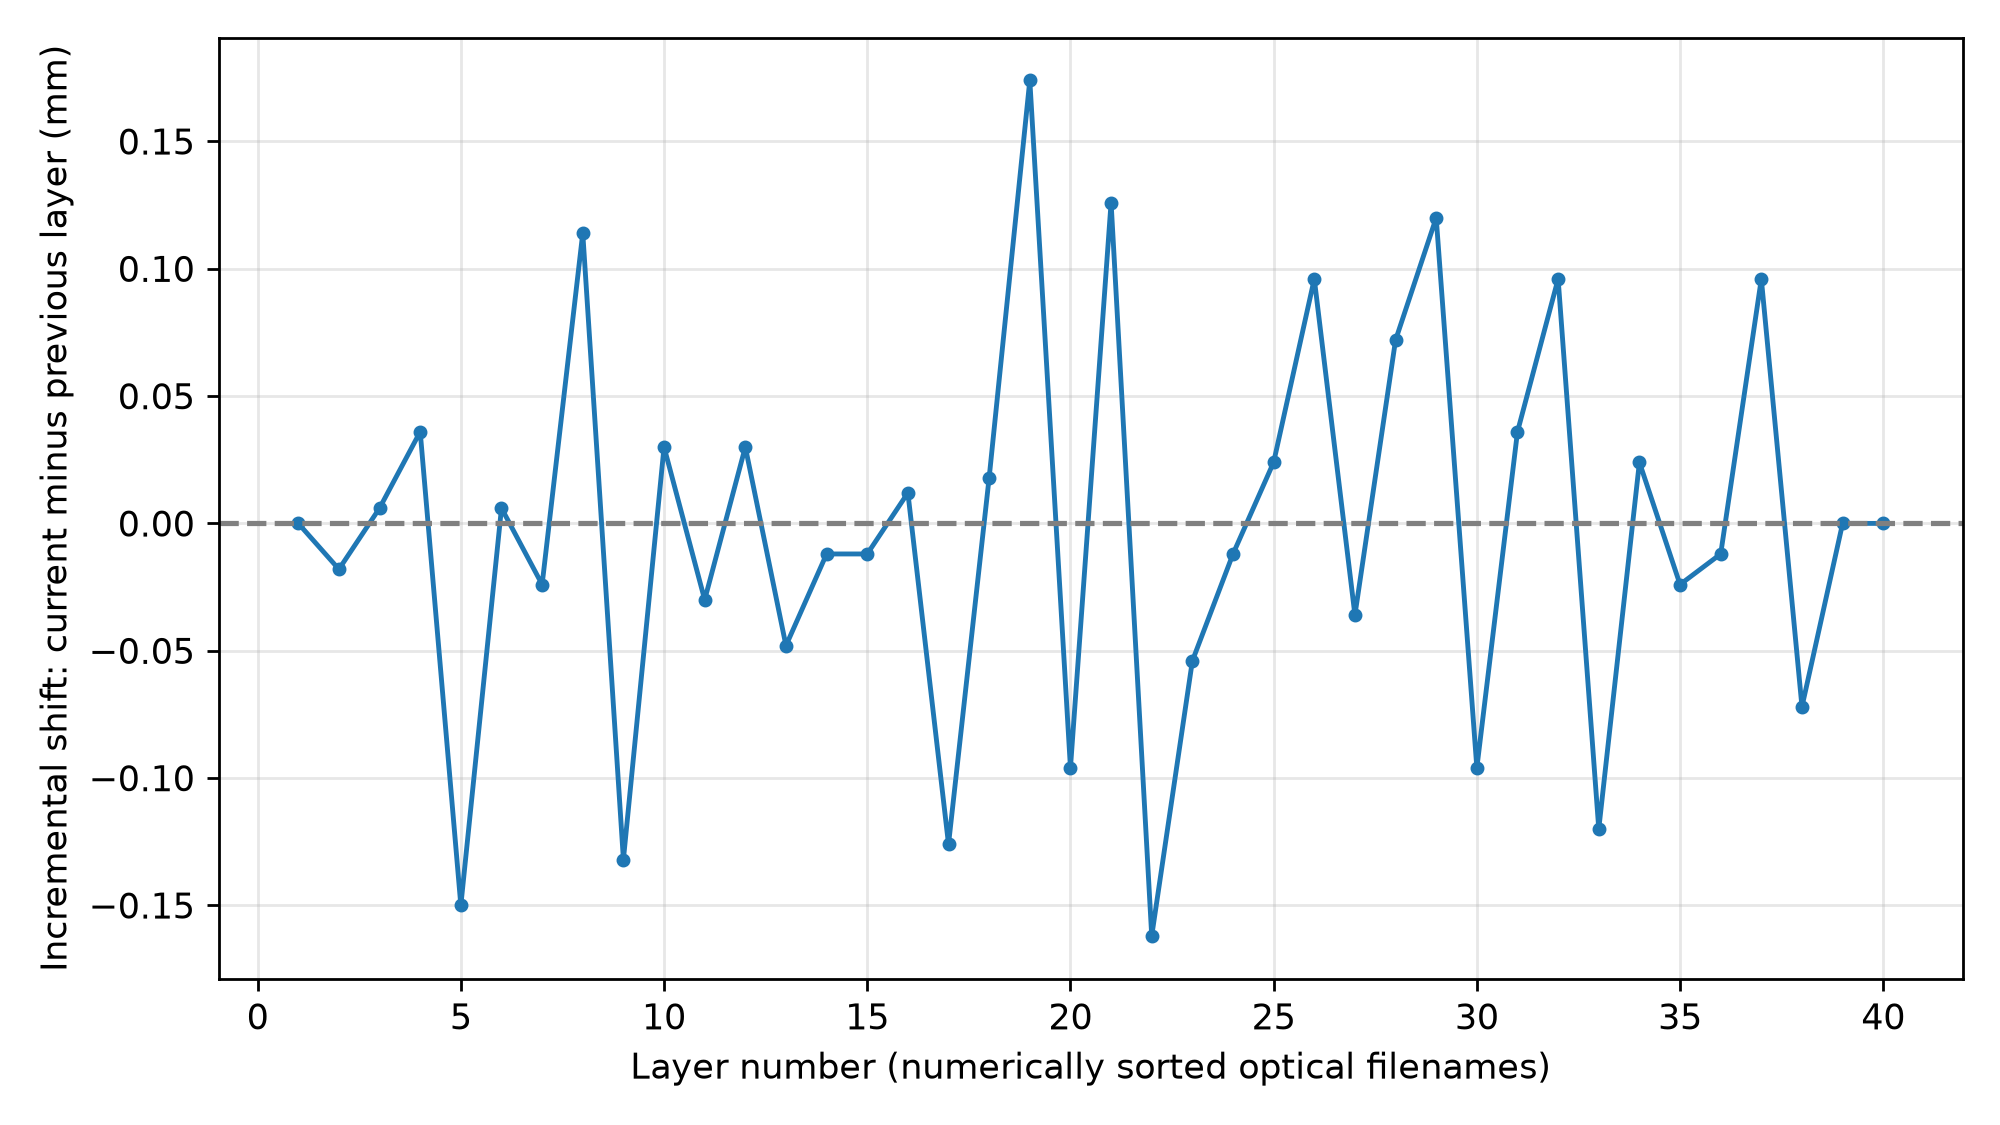 Incremental shift: current minus previous layer (mm)
0.15
0.10
0.05
0.00
−0.05
−0.10
−0.15
0 5 10 15 20 25 30 35 40
Layer number (numerically sorted optical filenames)